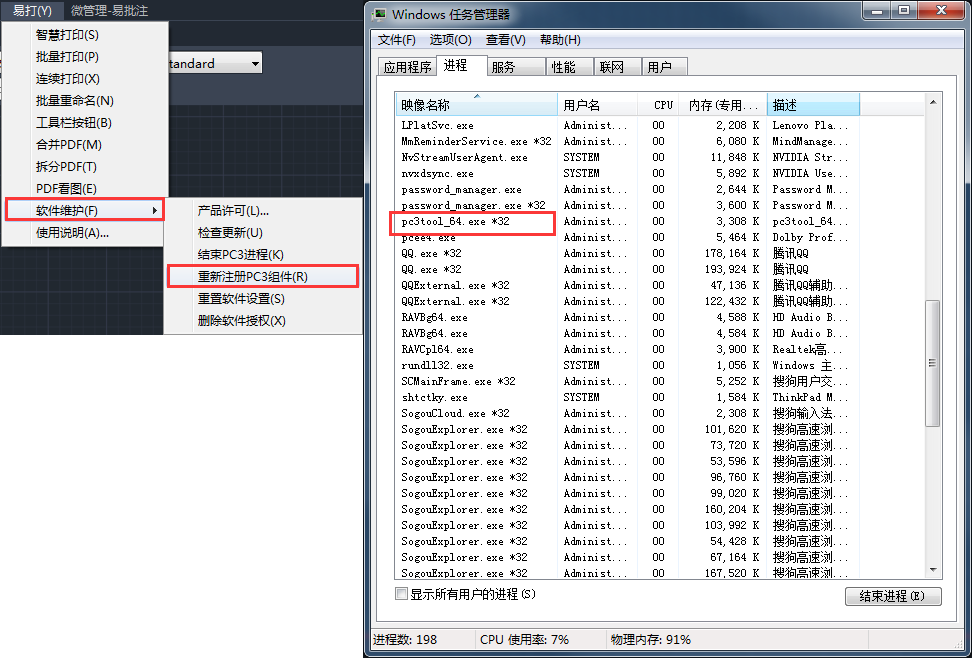 易打(Y) 微管理-易批注
智慧打印(S)
批量打印(P)
连续打印(X)
批量重命名(N)
工具栏按钮(B)
合并PDF(M)
拆分PDF(T)
PDF看图(E)
软件维护(F)
使用说明(A)...
tandard
产品许可(L)...
检查更新(U)
结束PC3进程(K)
重新注册PC3组件(R)
重置软件设置(S)
删除软件授权(X)
Windows 任务管理器
文件(F) 选项(O) 查看(V) 帮助(H)
应用程序 进程 服务 性能 联网 用户
映像名称 用户名 CPU 内存(专用... 描述
LPlatSvc.exe Administ... 00 2,208 K Lenovo Pla...
MmReminderService.exe *32 Administ... 00 6,080 K MindManage...
NvStreamUserAgent.exe SYSTEM 00 11,848 K NVIDIA Str...
nvxdsync.exe SYSTEM 00 5,892 K NVIDIA Use...
password_manager.exe Administ... 00 2,644 K Password M...
password_manager.exe *32 Administ... 00 3,600 K Password M...
pc3tool_64.exe *32 Administ... 00 3,308 K pc3tool_64...
pcee4.exe Administ... 00 5,464 K Dolby Prof...
QQ.exe *32 Administ... 00 178,164 K 腾讯QQ
QQ.exe *32 Administ... 00 193,924 K 腾讯QQ
QQExternal.exe *32 Administ... 00 47,136 K 腾讯QQ辅助...
QQExternal.exe *32 Administ... 00 122,432 K 腾讯QQ辅助...
RAVBg64.exe Administ... 00 4,588 K HD Audio B...
RAVBg64.exe Administ... 00 4,584 K HD Audio B...
RAVCpl64.exe Administ... 00 3,900 K Realtek高...
rundll32.exe SYSTEM 00 1,056 K Windows 主...
SCMainFrame.exe *32 Administ... 00 5,252 K 搜狗用户交...
shtctky.exe SYSTEM 00 1,584 K ThinkPad M...
SogouCloud.exe *32 Administ... 00 2,308 K 搜狗输入法...
SogouExplorer.exe *32 Administ... 00 101,620 K 搜狗高速浏...
SogouExplorer.exe *32 Administ... 00 73,720 K 搜狗高速浏...
SogouExplorer.exe *32 Administ... 00 53,596 K 搜狗高速浏...
SogouExplorer.exe *32 Administ... 00 96,760 K 搜狗高速浏...
SogouExplorer.exe *32 Administ... 00 99,020 K 搜狗高速浏...
SogouExplorer.exe *32 Administ... 00 160,204 K 搜狗高速浏...
SogouExplorer.exe *32 Administ... 00 103,992 K 搜狗高速浏...
SogouExplorer.exe *32 Administ... 00 54,428 K 搜狗高速浏...
SogouExplorer.exe *32 Administ... 00 67,164 K 搜狗高速浏...
SogouExplorer.exe *32 Administ... 00 167,520 K 搜狗高速浏...
显示所有用户的进程(S) 结束进程(E)
进程数: 198 CPU 使用率: 7% 物理内存: 91%